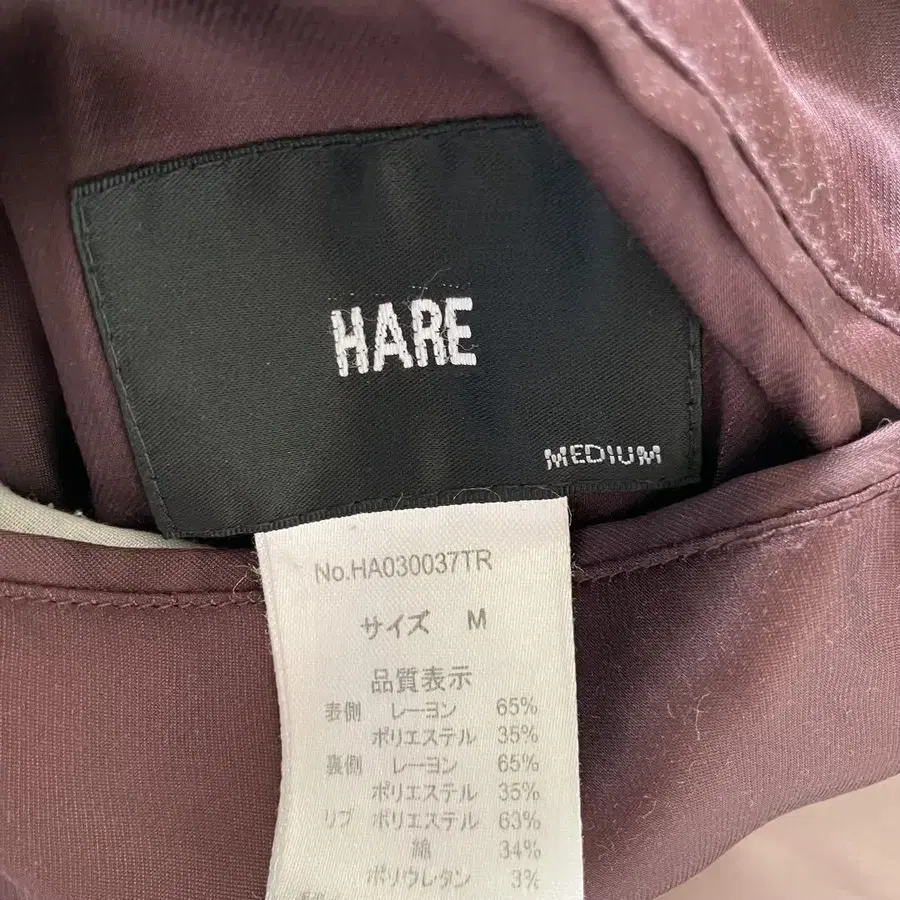 HARE
MEDIUM
No.HA030037TR
サイズ M
品質表示
表側 レーヨン 65%
ポリエステル 35%
裏側 レーヨン 65%
ポリエステル 35%
リブ ポリエステル 63%
綿 34%
ポリウレタン 3%